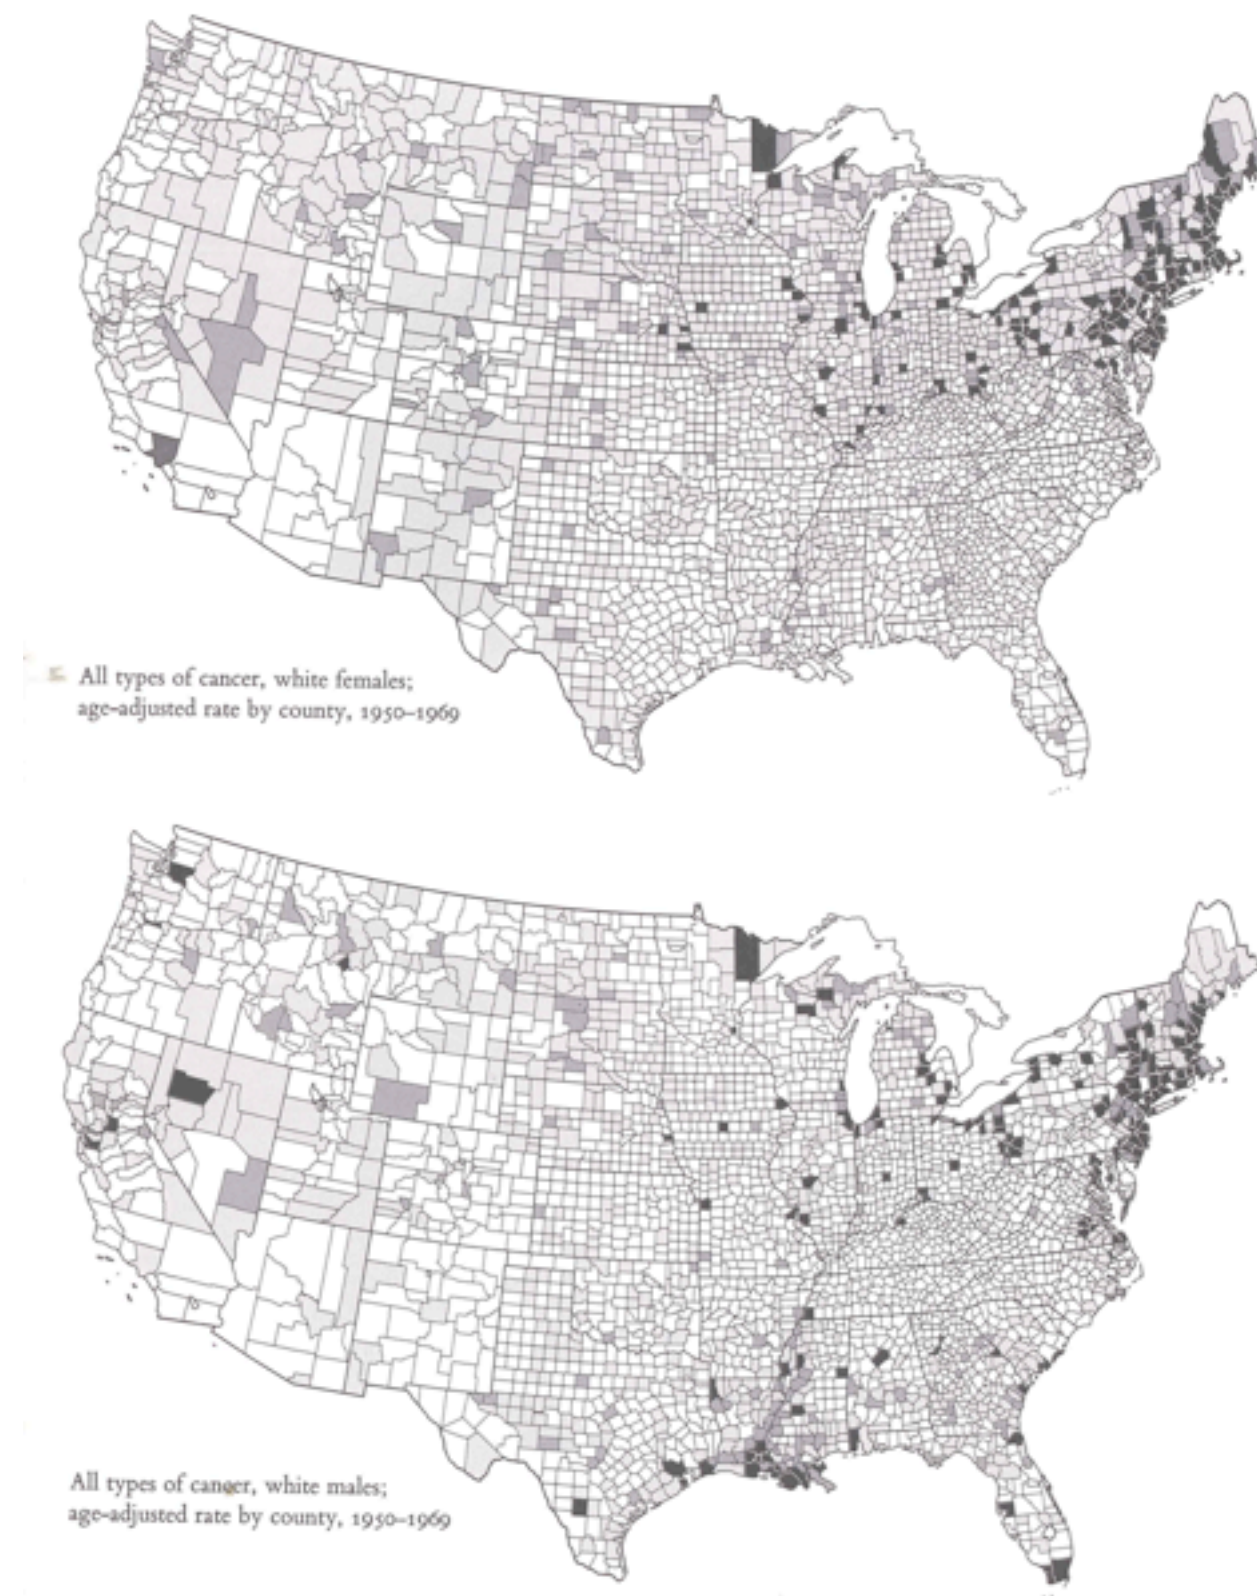 All types of cancer, white females;
age-adjusted rate by county, 1950–1969
All types of cancer, white males;
age-adjusted rate by county, 1950–1969